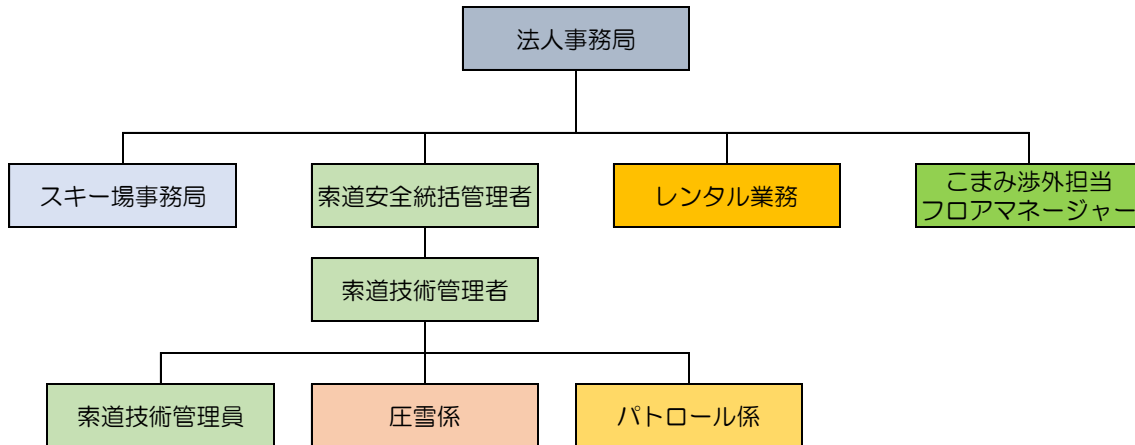 法人事務局
スキー場事務局
索道安全統括管理者
レンタル業務
こまみ渉外担当
フロアマネージャー
索道技術管理者
索道技術管理員
圧雪係
パトロール係